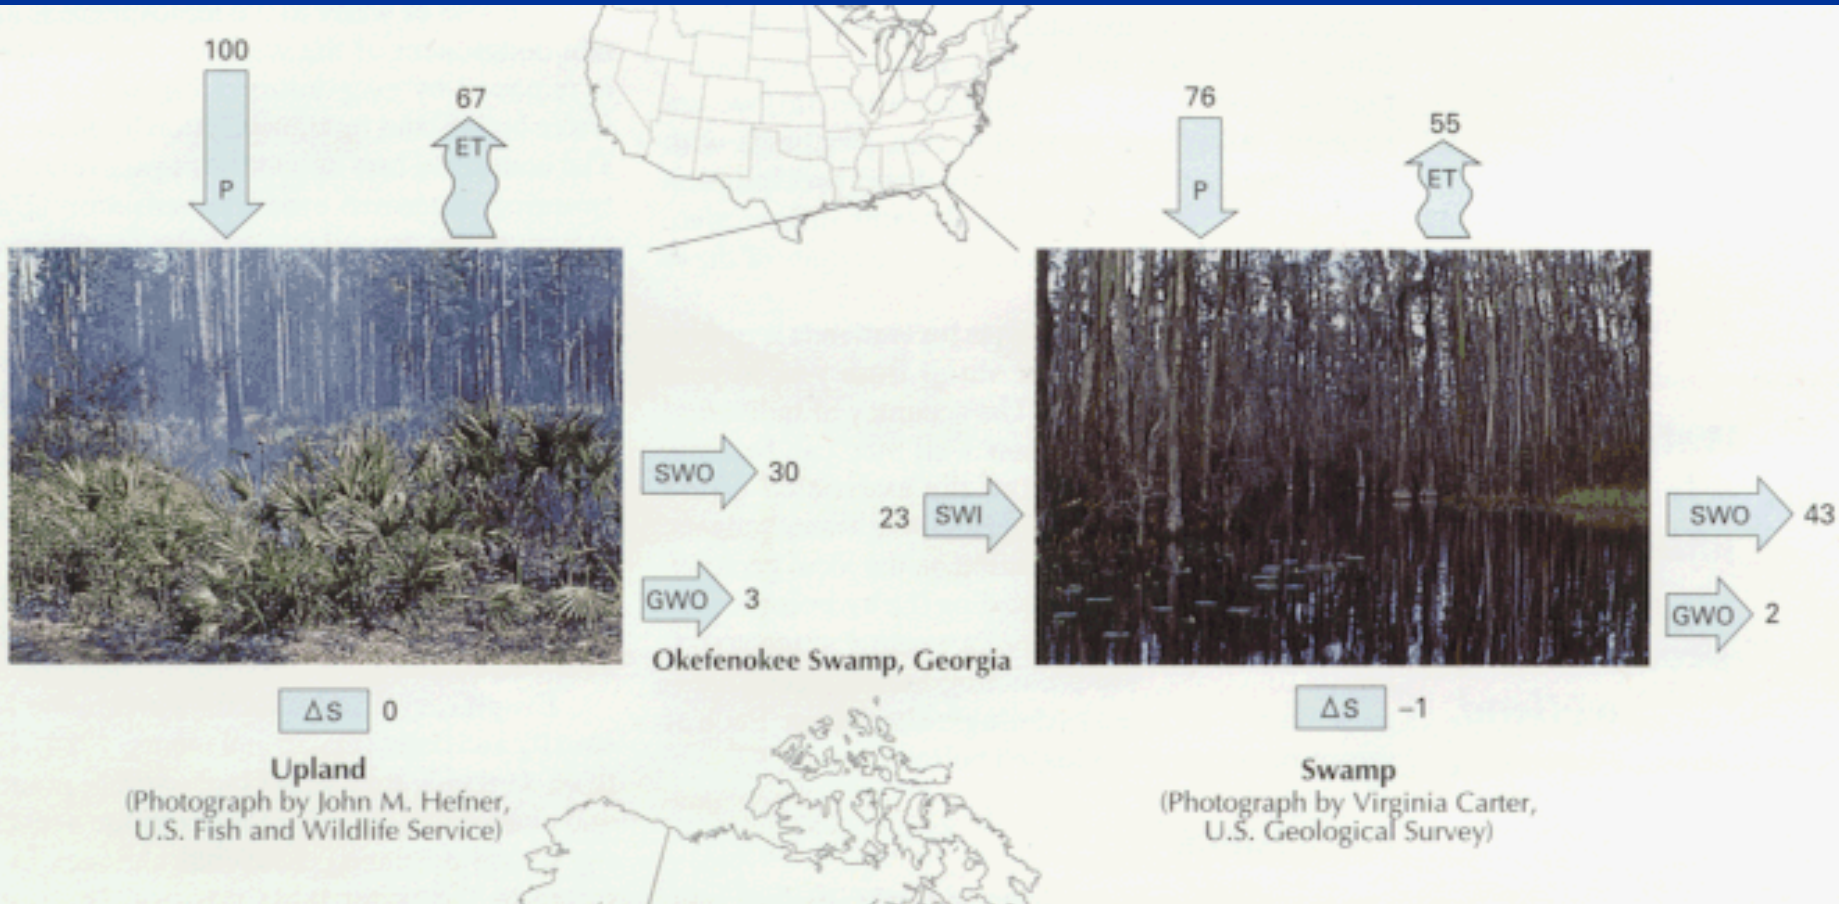 100
P
67
ET
SWO 30
GWO 3
ΔS 0
Upland
(Photograph by John M. Hefner,
U.S. Fish and Wildlife Service)
Okefenokee Swamp, Georgia
76
P
55
ET
23 SWI
SWO 43
GWO 2
ΔS –1
Swamp
(Photograph by Virginia Carter,
U.S. Geological Survey)